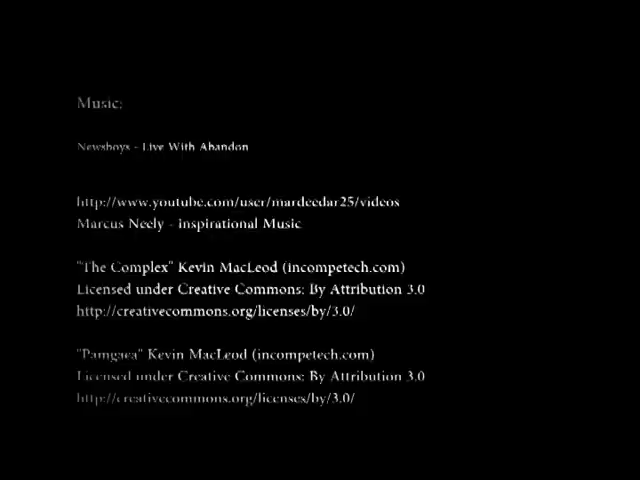 Music:
Newsboys - Live With Abandon
http://www.youtube.com/user/mardeedar25/videos
Marcus Neely - Inspirational Music
"The Complex" Kevin MacLeod (incompetech.com)
Licensed under Creative Commons: By Attribution 3.0
http://creativecommons.org/licenses/by/3.0/
"Pamgaea" Kevin MacLeod (incompetech.com)
Licensed under Creative Commons: By Attribution 3.0
http://creativecommons.org/licenses/by/3.0/